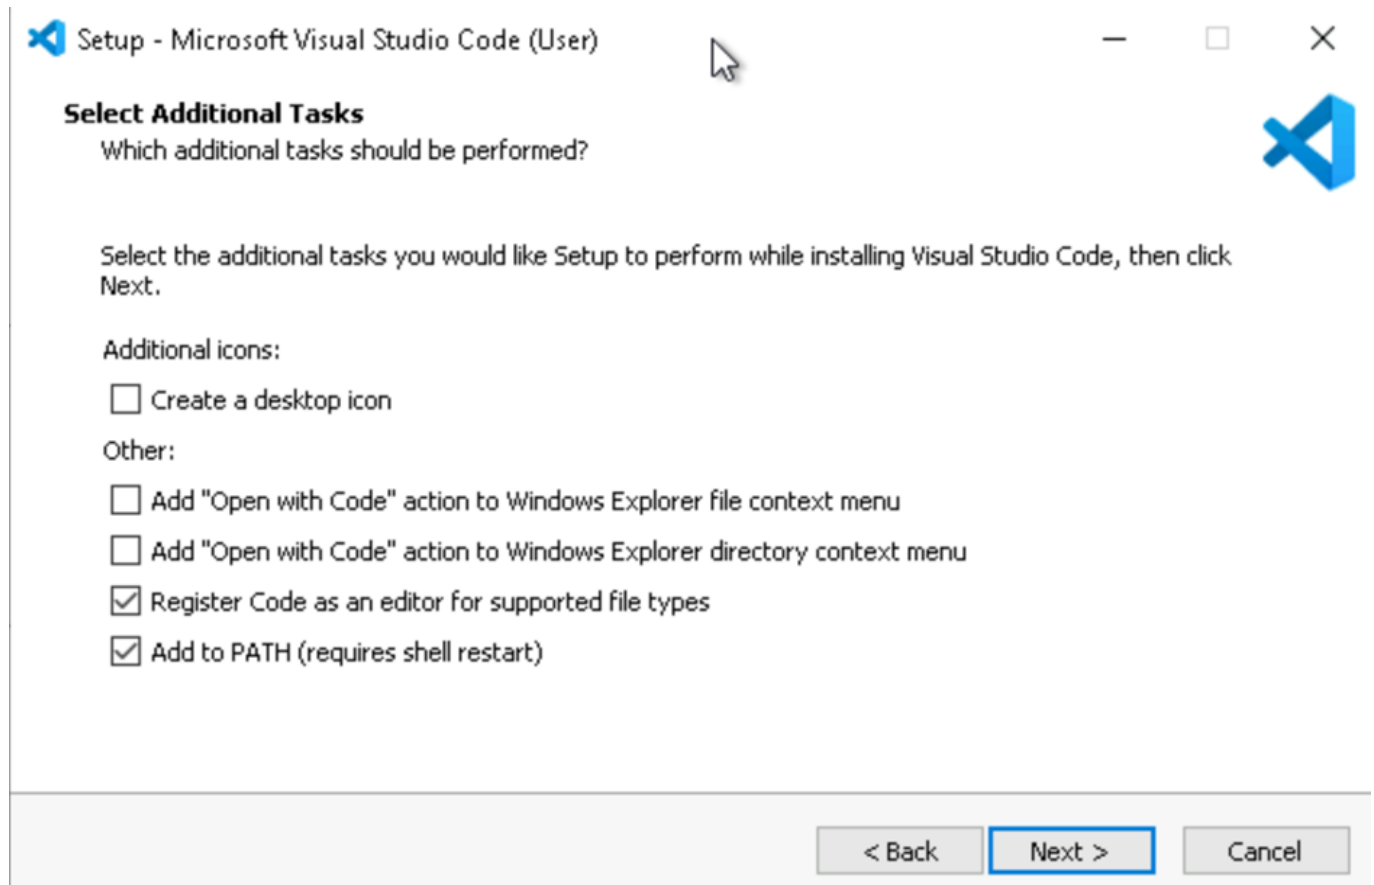 Setup - Microsoft Visual Studio Code (User)
Select Additional Tasks
Which additional tasks should be performed?
Select the additional tasks you would like Setup to perform while installing Visual Studio Code, then click
Next.
Additional icons:
Create a desktop icon
Other:
Add "Open with Code" action to Windows Explorer file context menu
Add "Open with Code" action to Windows Explorer directory context menu
Register Code as an editor for supported file types
Add to PATH (requires shell restart)
< Back Next > Cancel